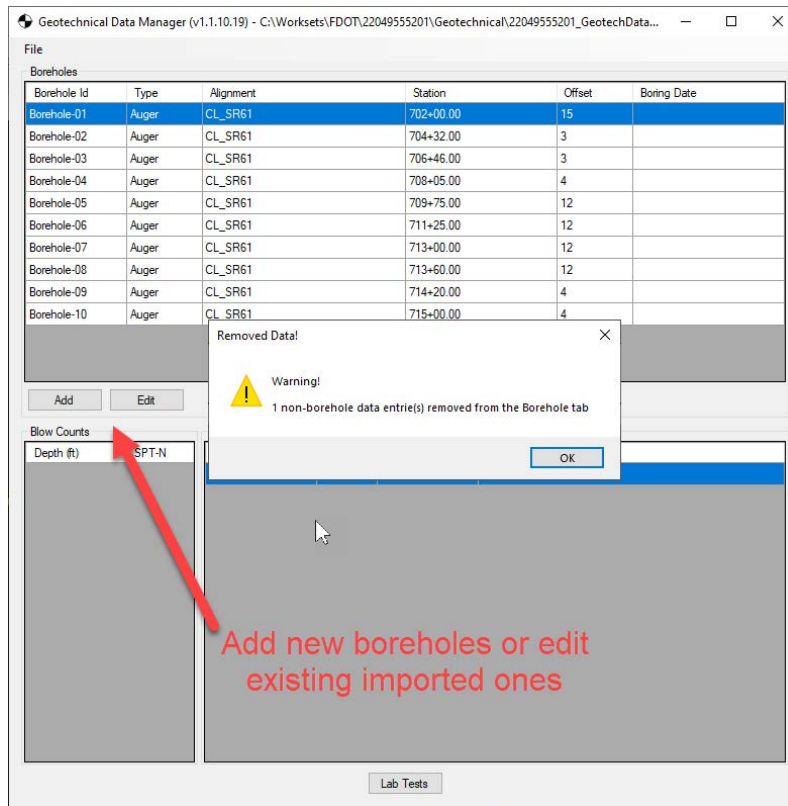 Geotechnical Data Manager (v1.1.10.19) - C:\Worksets\FDOT\22049555201\Geotechnical\22049555201_GeotechData...
File
Boreholes
Borehole Id Type Alignment Station Offset Boring Date
Borehole-01 Auger CL_SR61 702+00.00 15
Borehole-02 Auger CL_SR61 704+32.00 3
Borehole-03 Auger CL_SR61 706+46.00 3
Borehole-04 Auger CL_SR61 708+05.00 4
Borehole-05 Auger CL_SR61 709+75.00 12
Borehole-06 Auger CL_SR61 711+25.00 12
Borehole-07 Auger CL_SR61 713+00.00 12
Borehole-08 Auger CL_SR61 713+60.00 12
Borehole-09 Auger CL_SR61 714+20.00 4
Borehole-10 Auger CL_SR61 715+00.00 4
Removed Data!
Warning!
1 non-borehole data entrie(s) removed from the Borehole tab
OK
Add Edit
Blow Counts
Depth (ft) SPT-N
Add new boreholes or edit
existing imported ones
Lab Tests